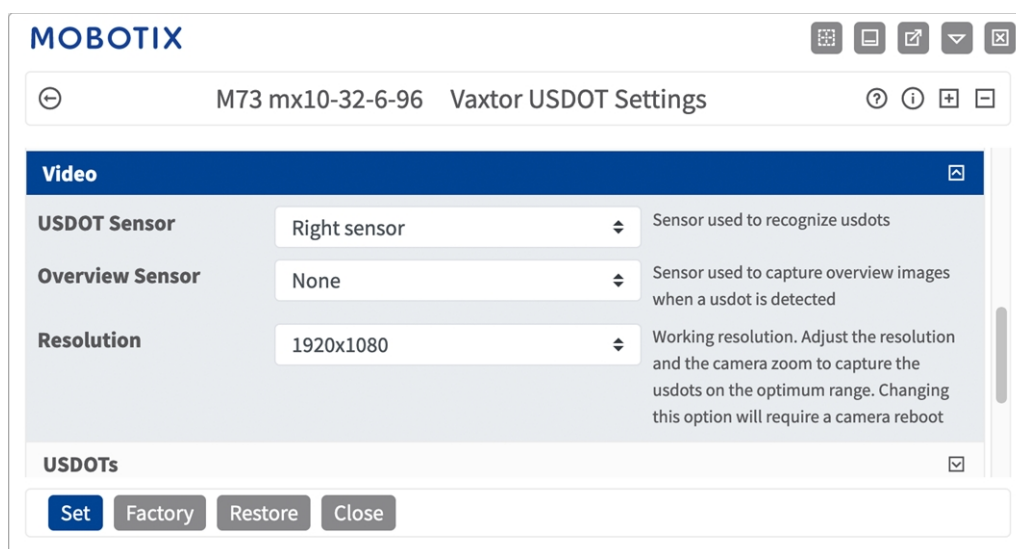 MOBOTIX
M73 mx10-32-6-96 Vaxtor USDOT Settings
Video
USDOT Sensor
Right sensor
Sensor used to recognize usdots
Overview Sensor
None
Sensor used to capture overview images
when a usdot is detected
Resolution
1920x1080
Working resolution. Adjust the resolution
and the camera zoom to capture the
usdots on the optimum range. Changing
this option will require a camera reboot
USDOTs
Set
Factory
Restore
Close